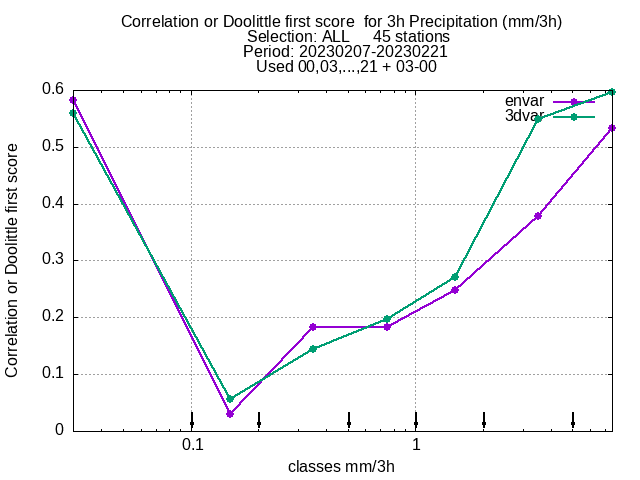 Correlation or Doolittle first score  for 3h Precipitation (mm/3h)
Selection: ALL     45 stations
Period: 20230207-20230221
Used 00,03,...,21 + 03-00
envar
3dvar
0.6
0.5
0.4
0.3
0.2
0.1
0
Correlation or Doolittle first score
0.1
1
classes mm/3h